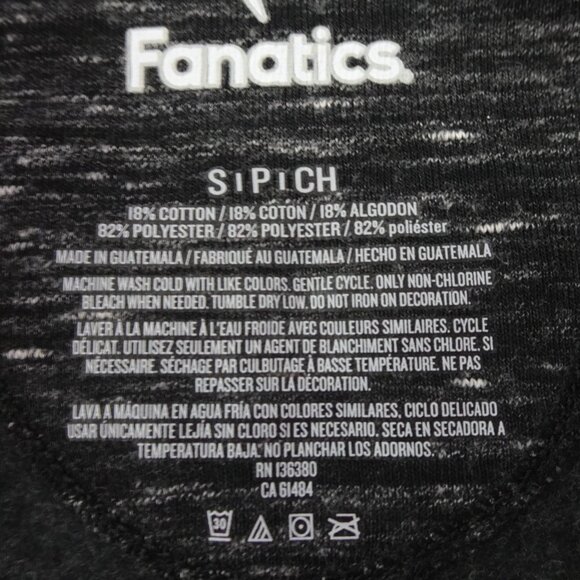 Fanatics.
S I P I CH
18% COTTON / 18% COTON / 18% ALGODON
82% POLYESTER / 82% POLYESTER / 82% poliéster
MADE IN GUATEMALA / FABRIQUÉ AU GUATEMALA / HECHO EN GUATEMALA
MACHINE WASH COLD WITH LIKE COLORS. GENTLE CYCLE. ONLY NON-CHLORINE
BLEACH WHEN NEEDED. TUMBLE DRY LOW. DO NOT IRON ON DECORATION.
LAVER À LA MACHINE À L'EAU FROIDE AVEC COULEURS SIMILAIRES. CYCLE
DÉLICAT. UTILISEZ SEULEMENT UN AGENT DE BLANCHIMENT SANS CHLORE. SI
NÉCESSAIRE. SÉCHAGE PAR CULBUTAGE À BASSE TEMPÉRATURE. NE PAS
REPASSER SUR LA DÉCORATION.
LAVA A MÁQUINA EN AGUA FRÍA CON COLORES SIMILARES, CICLO DELICADO
USAR ÚNICAMENTE LEJÍA SIN CLORO SI ES NECESARIO. SECA EN SECADORA A
TEMPERATURA BAJA. NO PLANCHAR LOS ADORNOS.
RN 136380
CA 61484
30